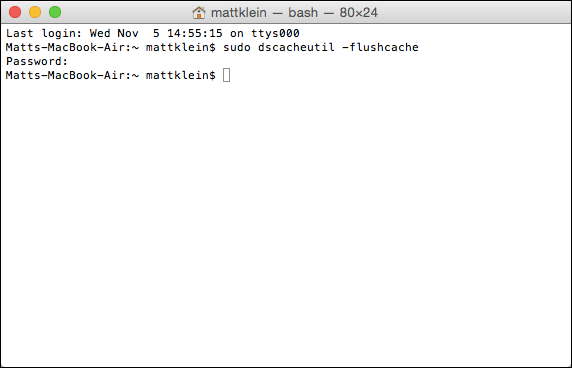 mattklein — bash — 80×24
Last login: Wed Nov  5 14:55:15 on ttys000
Matts-MacBook-Air:~ mattklein$ sudo dscacheutil -flushcache
Password:
Matts-MacBook-Air:~ mattklein$